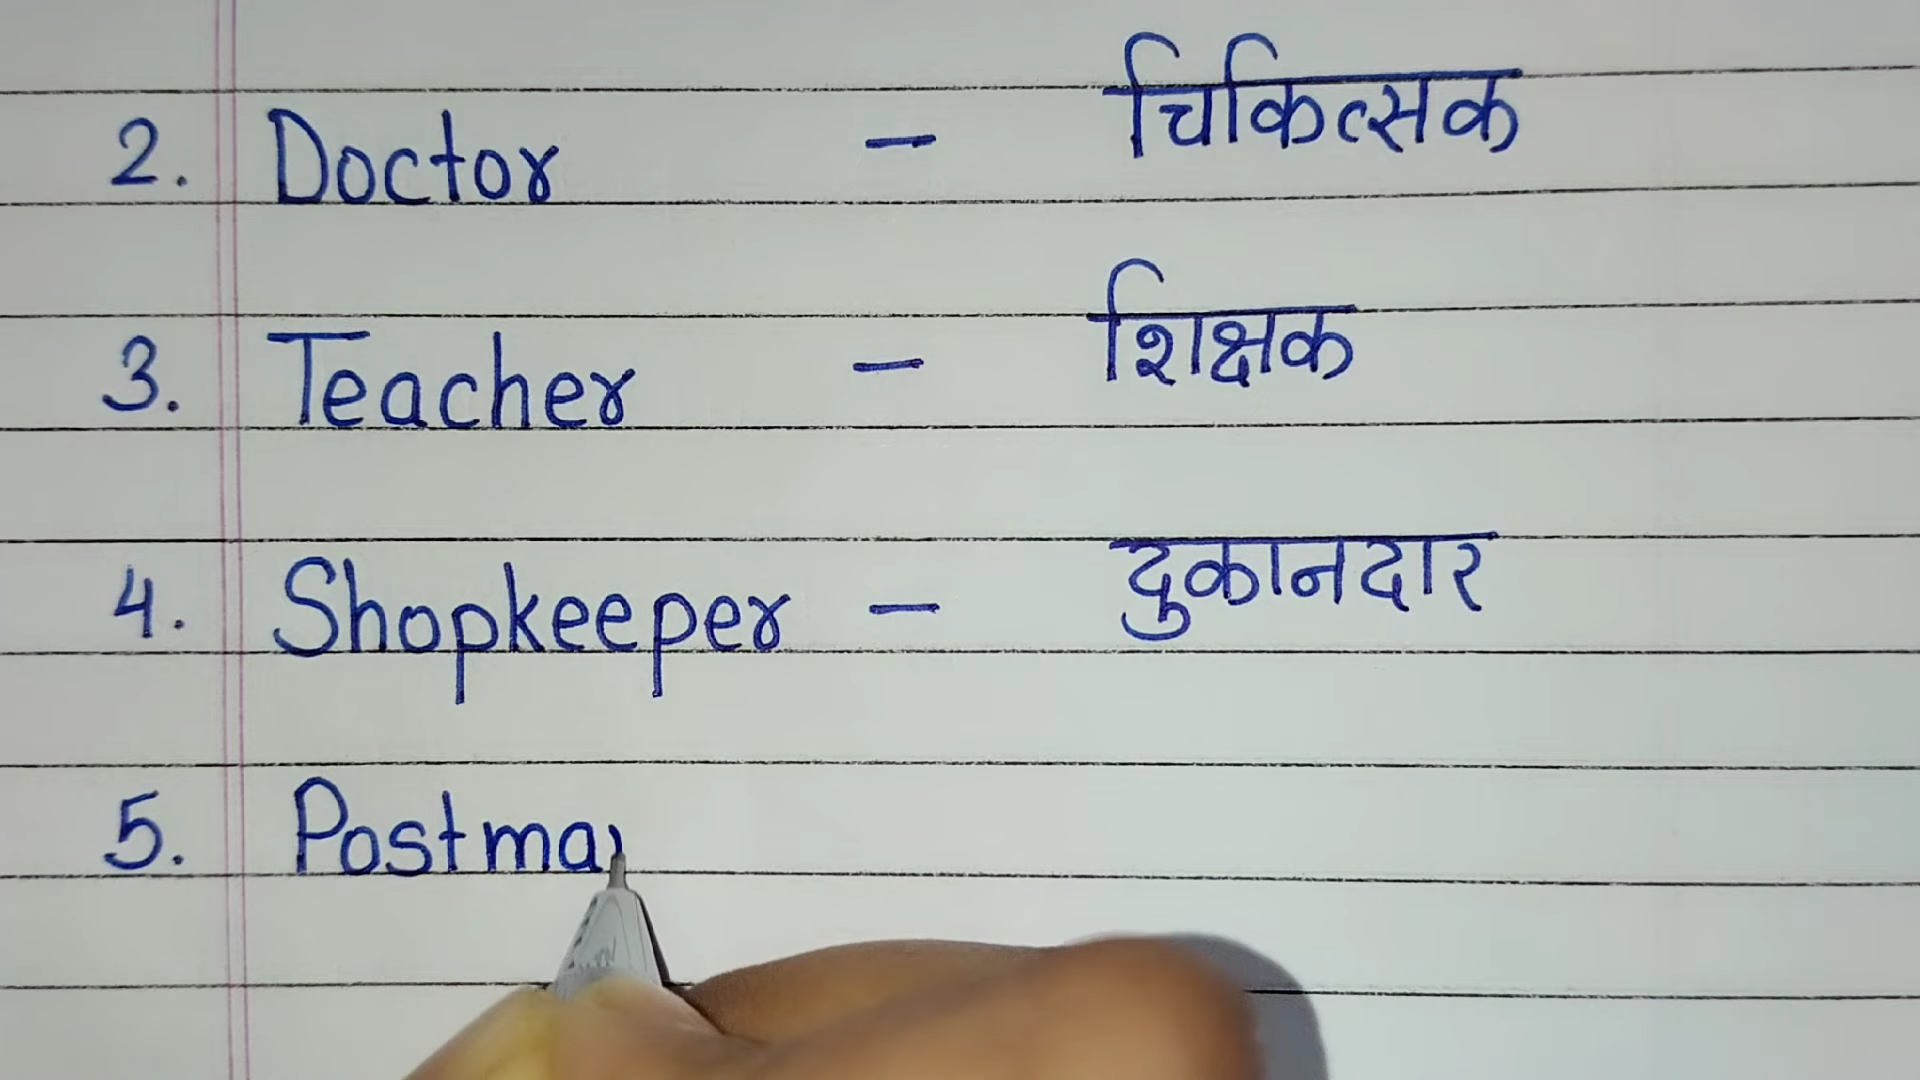 2. Doctor - चिकित्सक
3. Teacher - शिक्षक
4. Shopkeeper - दुकानदार
5. Postma